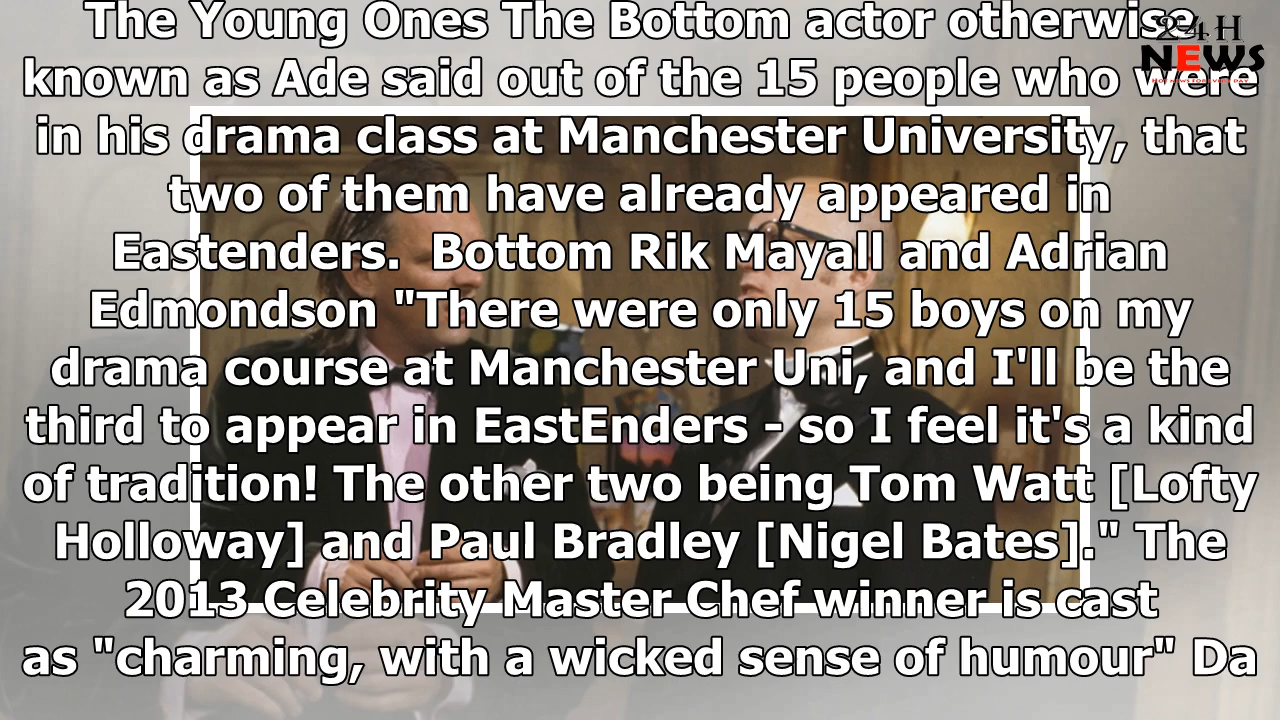 The Young Ones The Bottom actor otherwise
known as Ade said out of the 15 people who were
in his drama class at Manchester University, that
two of them have already appeared in
Eastenders.  Bottom Rik Mayall and Adrian
Edmondson "There were only 15 boys on my
drama course at Manchester Uni, and I'll be the
third to appear in EastEnders - so I feel it's a kind
of tradition! The other two being Tom Watt [Lofty
Holloway] and Paul Bradley [Nigel Bates]." The
2013 Celebrity Master Chef winner is cast
as "charming, with a wicked sense of humour" Da
24H
NEWS